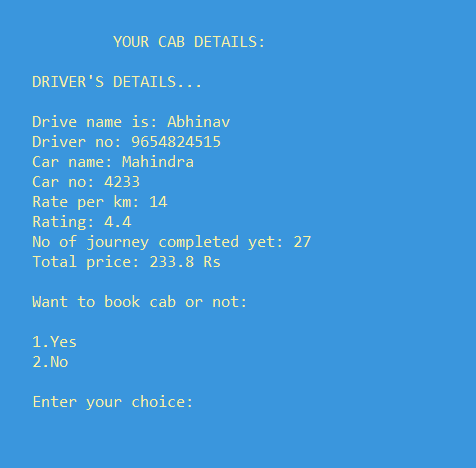 YOUR CAB DETAILS:
DRIVER'S DETAILS...
Drive name is: Abhinav
Driver no: 9654824515
Car name: Mahindra
Car no: 4233
Rate per km: 14
Rating: 4.4
No of journey completed yet: 27
Total price: 233.8 Rs
Want to book cab or not:
1.Yes
2.No
Enter your choice: